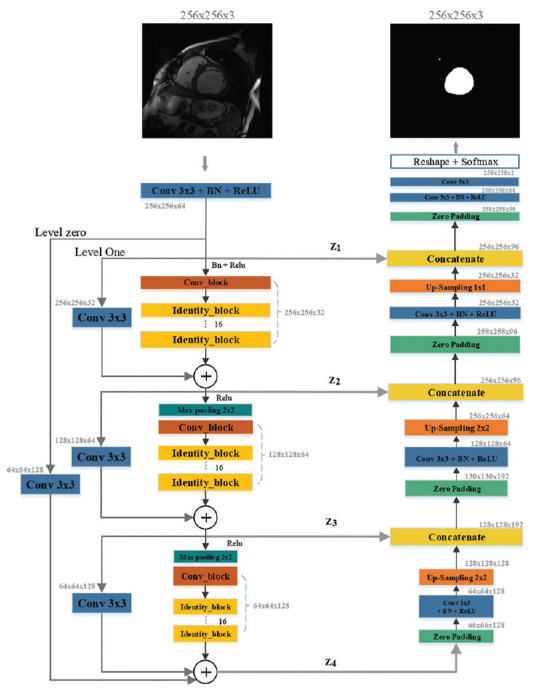 256x256x3
Conv 3x3 + BN + ReLU
256x256x64
Level zero
Level One
Bn + Relu
Conv_block
256x256x32
Conv 3x3
Identity_block
16
Identity_block
256x256x32
+
Relu
Max pooling 2x2
Conv_block
128x128x64
Conv 3x3
Identity_block
16
Identity_block
128x128x64
64x64x128
Conv 3x3
+
Relu
Max pooling 2x2
Conv_block
64x64x128
Conv 3x3
Identity_block
16
Identity_block
64x64x128
+
Z1
Z2
Z3
Z4
256x256x3
Reshape + Softmax
258x258x2
Conv 3x3
256x256x64
Conv 3x3 + BN + ReLU
258x258x96
Zero Padding
256x256x96
Concatenate
256x256x32
Up-Sampling 1x1
256x256x32
Conv 3x3 + BN + ReLU
258x258x96
Zero Padding
256x256x96
Concatenate
256x256x64
Up-Sampling 2x2
128x128x64
Conv 3x3 + BN + ReLU
130x130x192
Zero Padding
128x128x192
Concatenate
128x128x128
Up-Sampling 2x2
64x64x128
Conv 3x3
+ BN + ReLU
66x66x128
Zero Padding